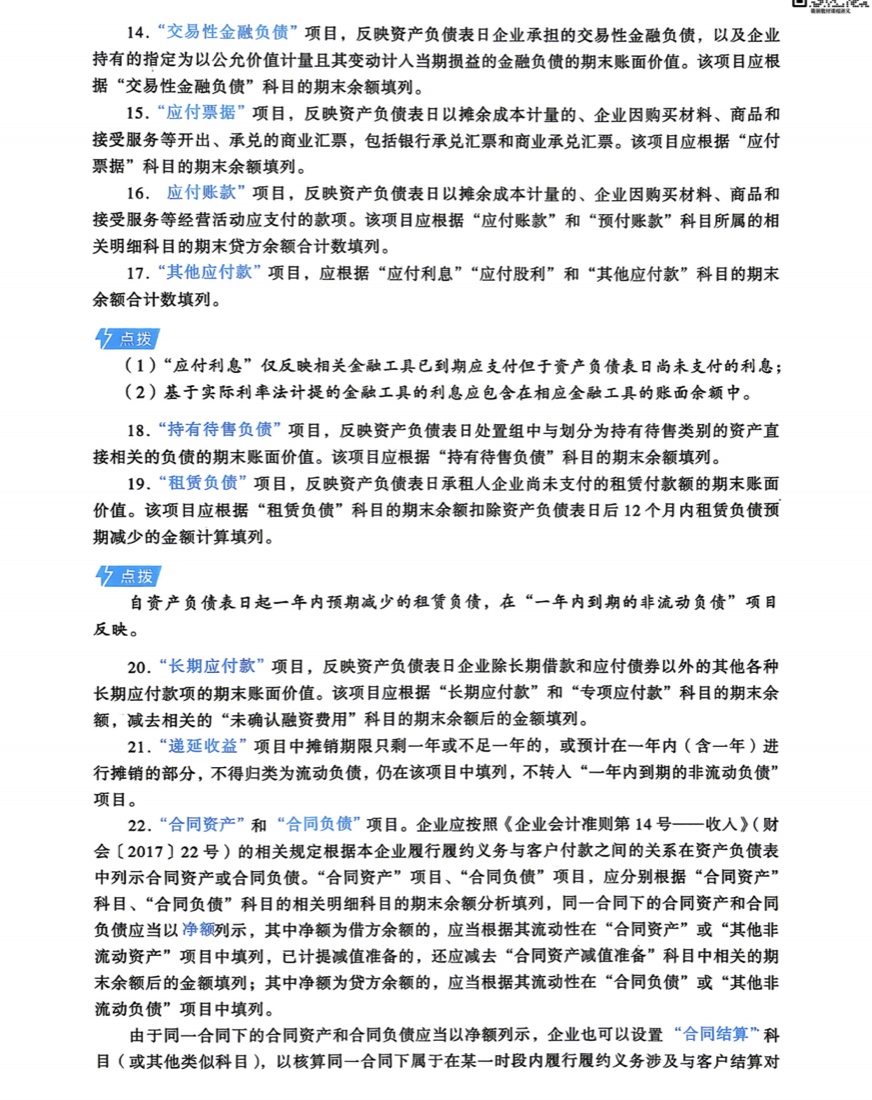 14. “交易性金融负债”项目，反映资产负债表日企业承担的交易性金融负债，以及企业
持有的指定为以公允价值计量且其变动计入当期损益的金融负债的期末账面价值。该项目应根
据“交易性金融负债”科目的期末余额填列。
15. “应付票据”项目，反映资产负债表日以摊余成本计量的、企业因购买材料、商品和
接受服务等开出、承兑的商业汇票，包括银行承兑汇票和商业承兑汇票。该项目应根据“应付
票据”科目的期末余额填列。
16. 应付账款”项目，反映资产负债表日以摊余成本计量的、企业因购买材料、商品和
接受服务等经营活动应支付的款项。该项目应根据“应付账款”和“预付账款”科目所属的相
关明细科目的期末贷方余额合计数填列。
17. “其他应付款”项目，应根据“应付利息”“应付股利”和“其他应付款”科目的期末
余额合计数填列。
点拨
（1）“应付利息”仅反映相关金融工具已到期应支付但于资产负债表日尚未支付的利息；
（2）基于实际利率法计提的金融工具的利息应包含在相应金融工具的账面余额中。
18. “持有待售负债”项目，反映资产负债表日处置组中与划分为持有待售类别的资产直
接相关的负债的期末账面价值。该项目应根据“持有待售负债”科目的期末余额填列。
19. “租赁负债”项目，反映资产负债表日承租人企业尚未支付的租赁付款额的期末账面
价值。该项目应根据“租赁负债”科目的期末余额扣除资产负债表日后 12 个月内租赁负债预
期减少的金额计算填列。
点拨
自资产负债表日起一年内预期减少的租赁负债，在“一年内到期的非流动负债”项目
反映。
20. “长期应付款”项目，反映资产负债表日企业除长期借款和应付债券以外的其他各种
长期应付款项的期末账面价值。该项目应根据“长期应付款”和“专项应付款”科目的期末余
额，减去相关的“未确认融资费用”科目的期末余额后的金额填列。
21. “递延收益”项目中摊销期限只剩一年或不足一年的，或预计在一年内（含一年）进
行摊销的部分，不得归类为流动负债，仍在该项目中填列，不转入“一年内到期的非流动负债”
项目。
22. “合同资产”和“合同负债”项目。企业应按照《企业会计准则第 14 号——收入》（财
会〔2017〕22 号）的相关规定根据本企业履行履约义务与客户付款之间的关系在资产负债表
中列示合同资产或合同负债。“合同资产”项目、“合同负债”项目，应分别根据“合同资产”
科目、“合同负债”科目的相关明细科目的期末余额分析填列，同一合同下的合同资产和合同
负债应当以净额列示，其中净额为借方余额的，应当根据其流动性在“合同资产”或“其他非
流动资产”项目中填列，已计提减值准备的，还应减去“合同资产减值准备”科目中相关的期
末余额后的金额填列；其中净额为贷方余额的，应当根据其流动性在“合同负债”或“其他非
流动负债”项目中填列。
由于同一合同下的合同资产和合同负债应当以净额列示，企业也可以设置“合同结算”科
目（或其他类似科目），以核算同一合同下属于在某一时段内履行履约义务涉及与客户结算对